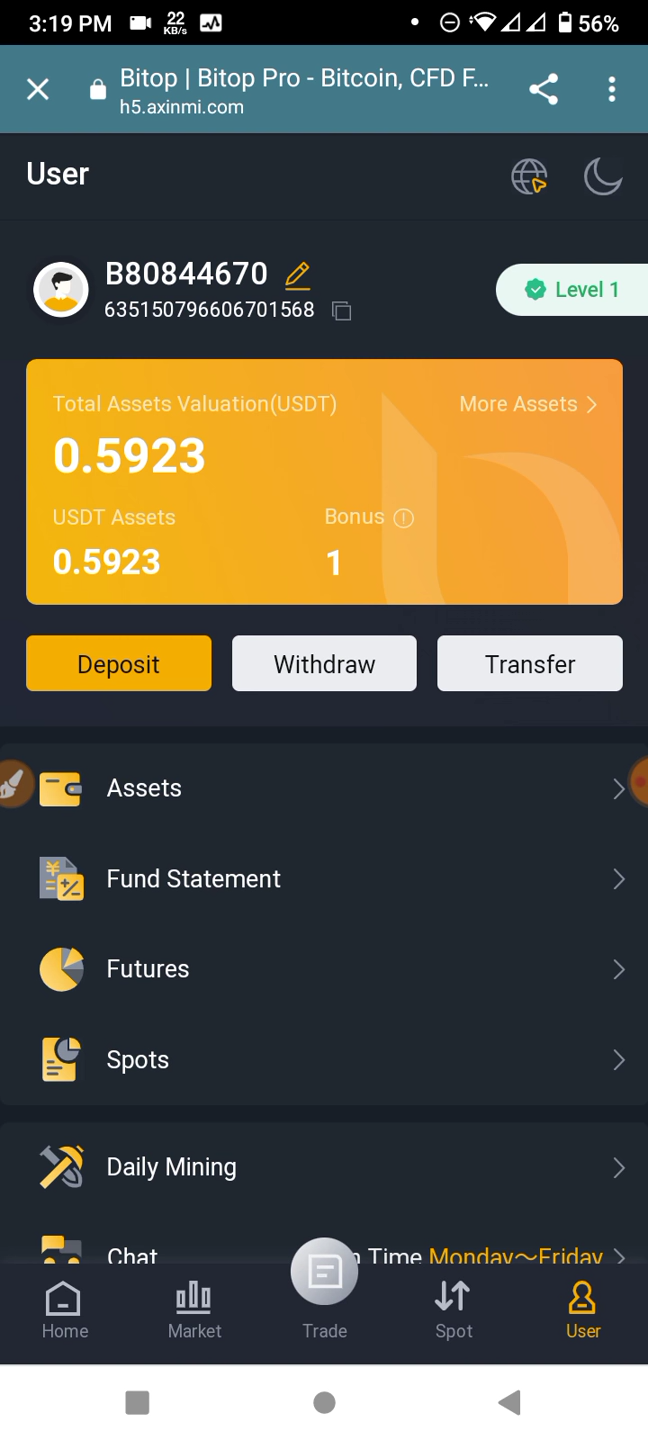 3:19 PM 22 KB/s 56%
Bitop | Bitop Pro - Bitcoin, CFD F...
h5.axinmi.com
User
B80844670
635150796606701568
Level 1
Total Assets Valuation(USDT) More Assets
0.5923
USDT Assets Bonus
0.5923 1
Deposit Withdraw Transfer
Assets
Fund Statement
Futures
Spots
Daily Mining
Chat Time Monday～Friday
Home Market Trade Spot User